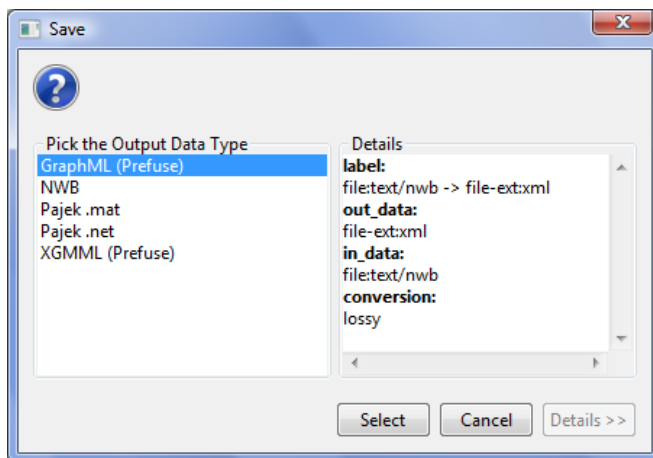 Save
Pick the Output Data Type
GraphML (Prefuse)
NWB
Pajek .mat
Pajek .net
XGMML (Prefuse)
Details
label:
file:text/nwb -> file-ext:xml
out_data:
file-ext:xml
in_data:
file:text/nwb
conversion:
lossy
Select
Cancel
Details >>